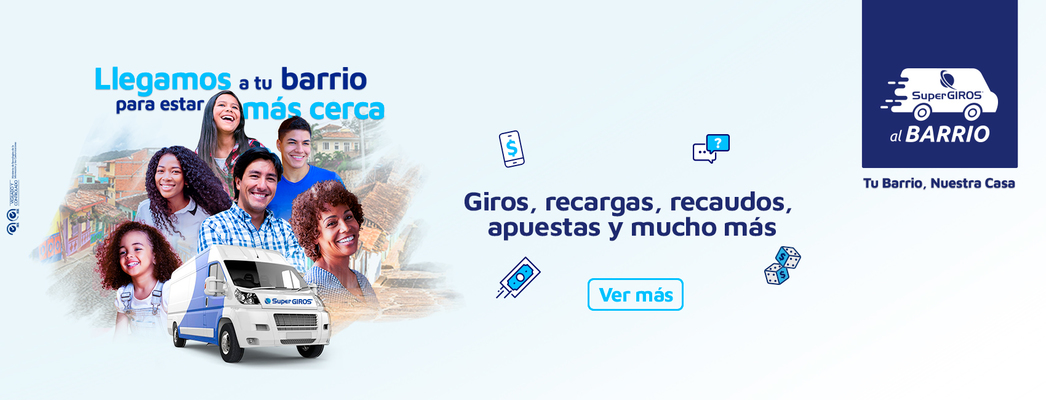 Llegamos a tu barrio
para estar más cerca
SuperGIROS
Giros, recargas, recaudos,
apuestas y mucho más
Ver más
SuperGIROS
al BARRIO
Tu Barrio, Nuestra Casa